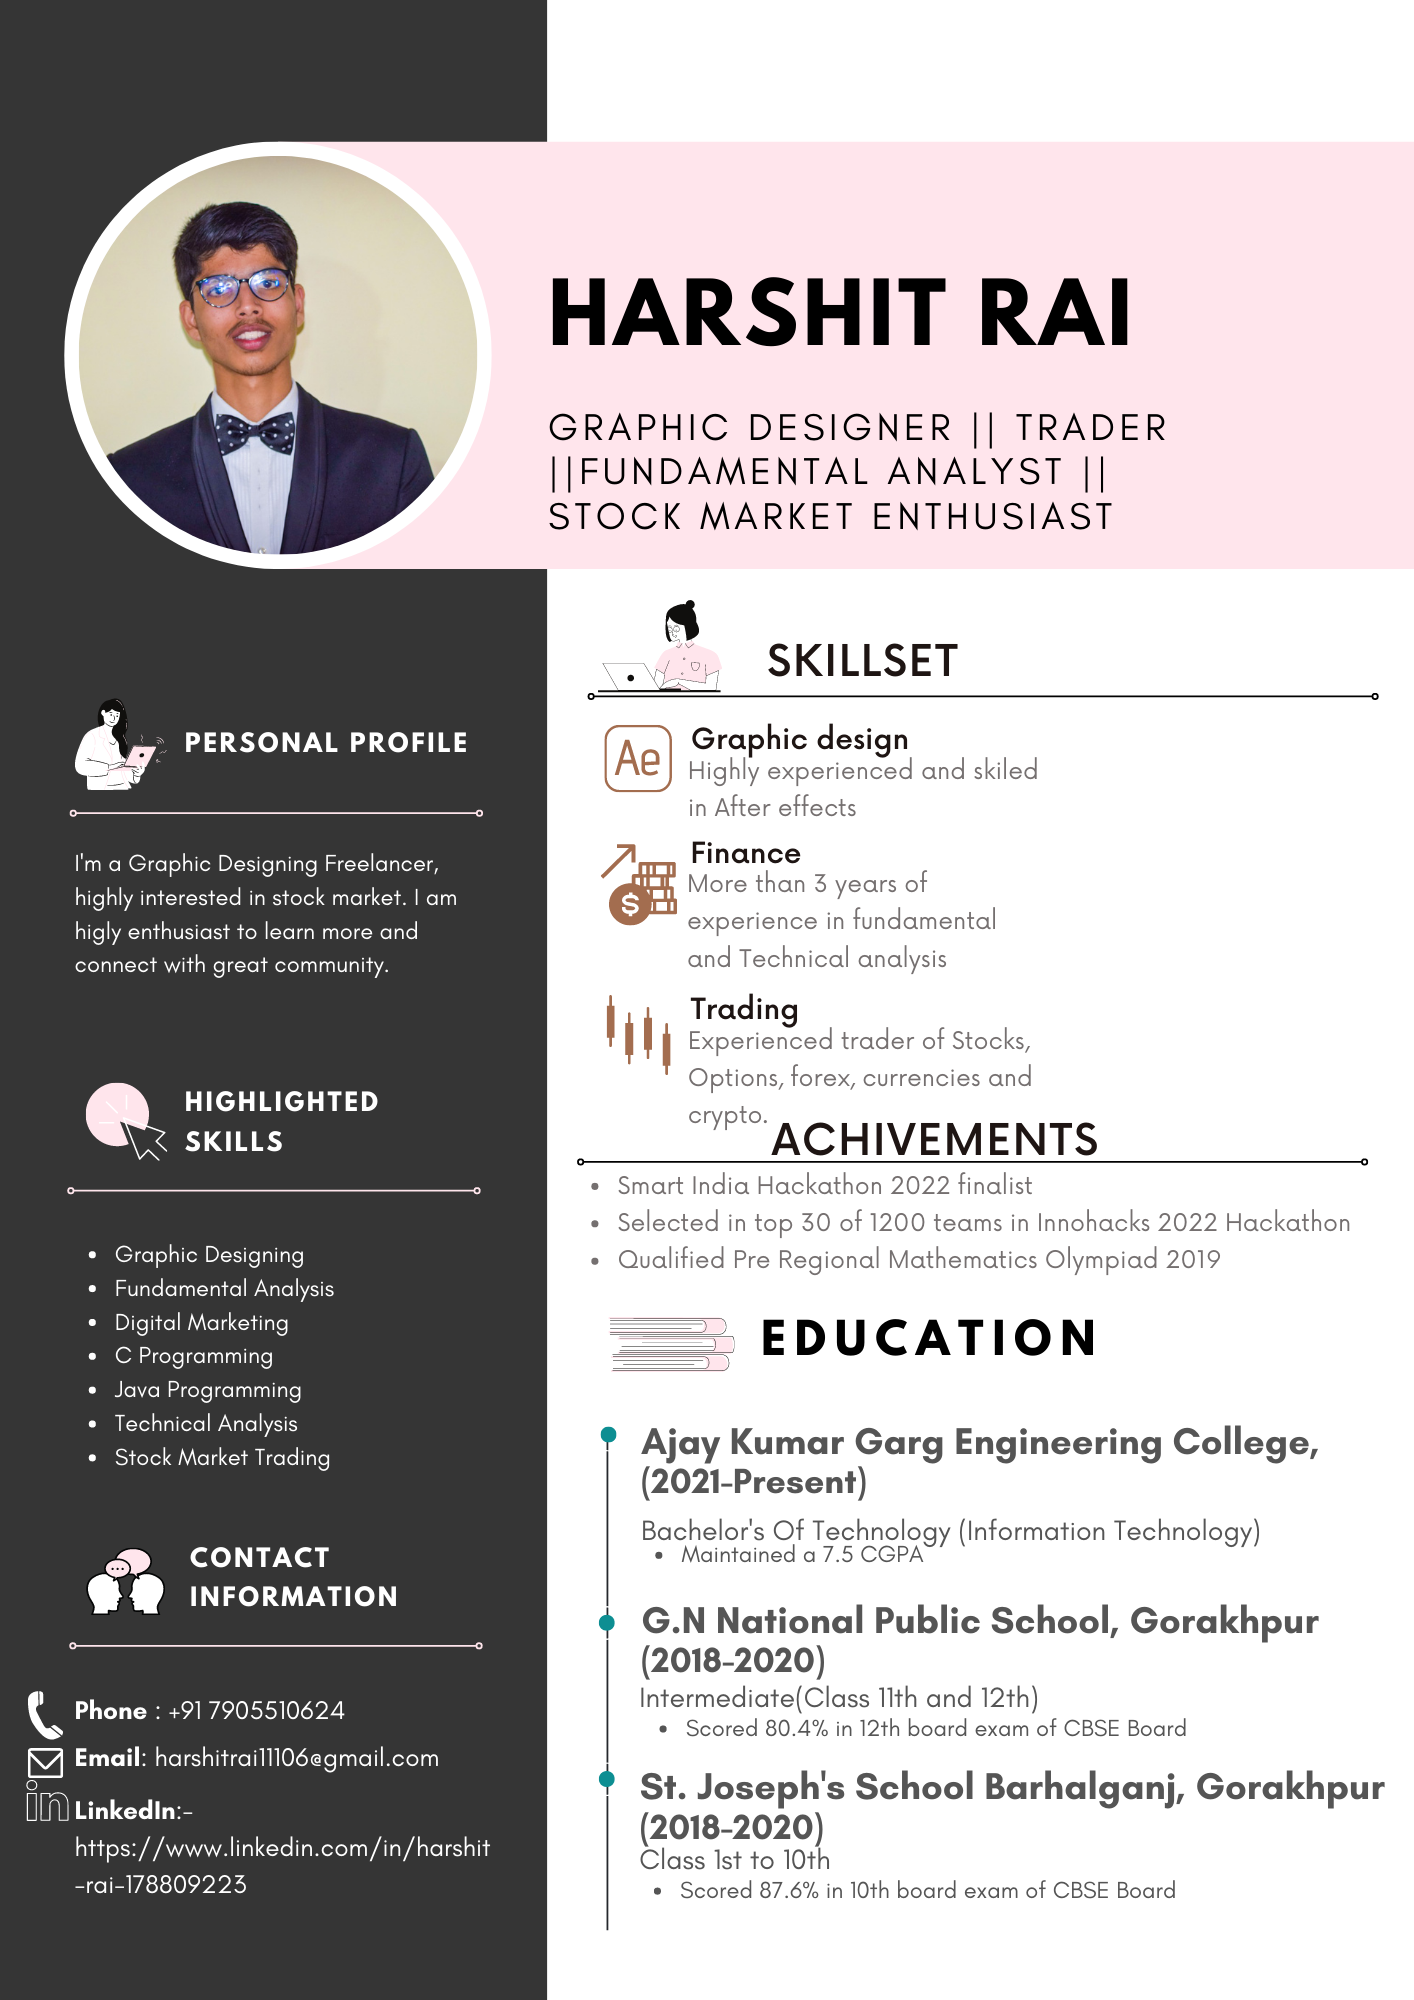 HARSHIT RAI
GRAPHIC DESIGNER || TRADER
||FUNDAMENTAL ANALYST ||
STOCK MARKET ENTHUSIAST
PERSONAL PROFILE
I'm a Graphic Designing Freelancer,
highly interested in stock market. I am
higly enthusiast to learn more and
connect with great community.
HIGHLIGHTED
SKILLS
• Graphic Designing
• Fundamental Analysis
• Digital Marketing
• C Programming
• Java Programming
• Technical Analysis
• Stock Market Trading
CONTACT
INFORMATION
Phone : +91 7905510624
Email: harshitrai11106@gmail.com
in LinkedIn:-
https://www.linkedin.com/in/harshit
-rai-178809223
SKILLSET
Ae
Graphic design
Highly experienced and skiled
in After effects
$
Finance
More than 3 years of
experience in fundamental
and Technical analysis
Trading
Experienced trader of Stocks,
Options, forex, currencies and
crypto.
ACHIVEMENTS
• Smart India Hackathon 2022 finalist
• Selected in top 30 of 1200 teams in Innohacks 2022 Hackathon
• Qualified Pre Regional Mathematics Olympiad 2019
EDUCATION
Ajay Kumar Garg Engineering College,
(2021-Present)
Bachelor's Of Technology (Information Technology)
• Maintained a 7.5 CGPA
G.N National Public School, Gorakhpur
(2018-2020)
Intermediate(Class 11th and 12th)
• Scored 80.4% in 12th board exam of CBSE Board
St. Joseph's School Barhalganj, Gorakhpur
(2018-2020)
Class 1st to 10th
• Scored 87.6% in 10th board exam of CBSE Board